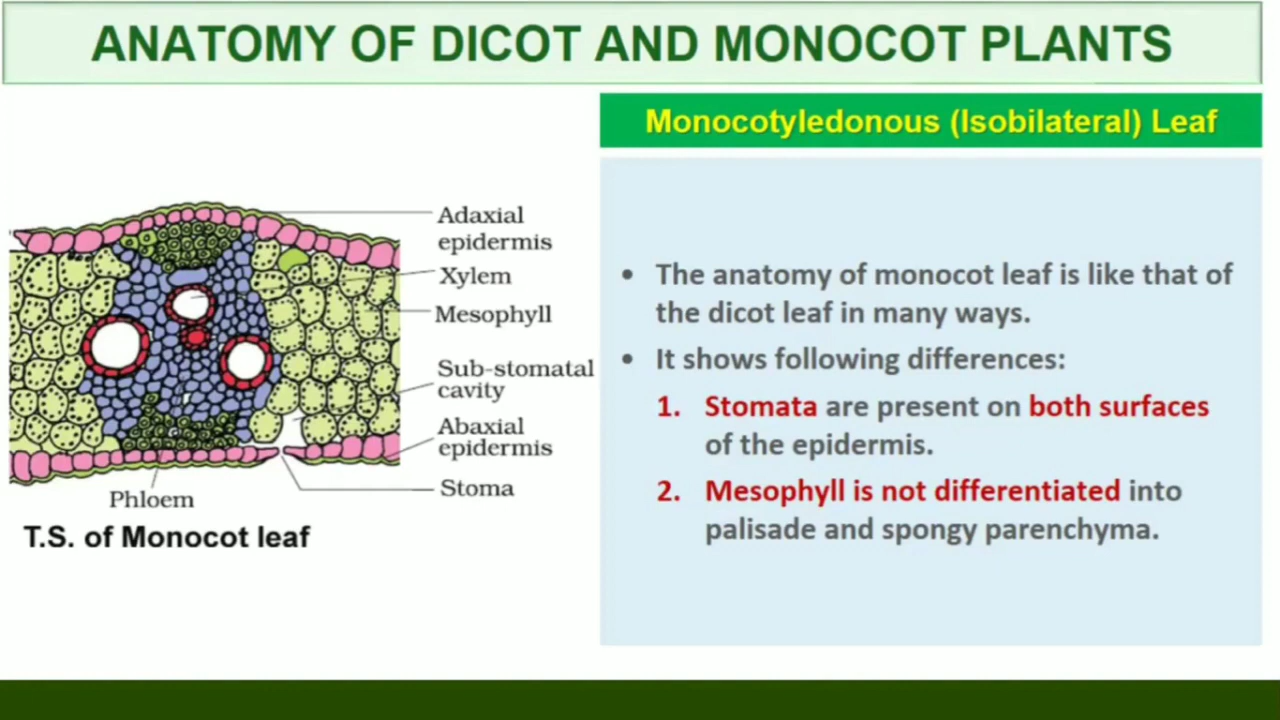 ANATOMY OF DICOT AND MONOCOT PLANTS
Monocotyledonous (Isobilateral) Leaf
Adaxial
epidermis
Xylem
Mesophyll
Sub-stomatal
cavity
Abaxial
epidermis
Stoma
Phloem
T.S. of Monocot leaf
• The anatomy of monocot leaf is like that of
the dicot leaf in many ways.
• It shows following differences:
1. Stomata are present on both surfaces
of the epidermis.
2. Mesophyll is not differentiated into
palisade and spongy parenchyma.